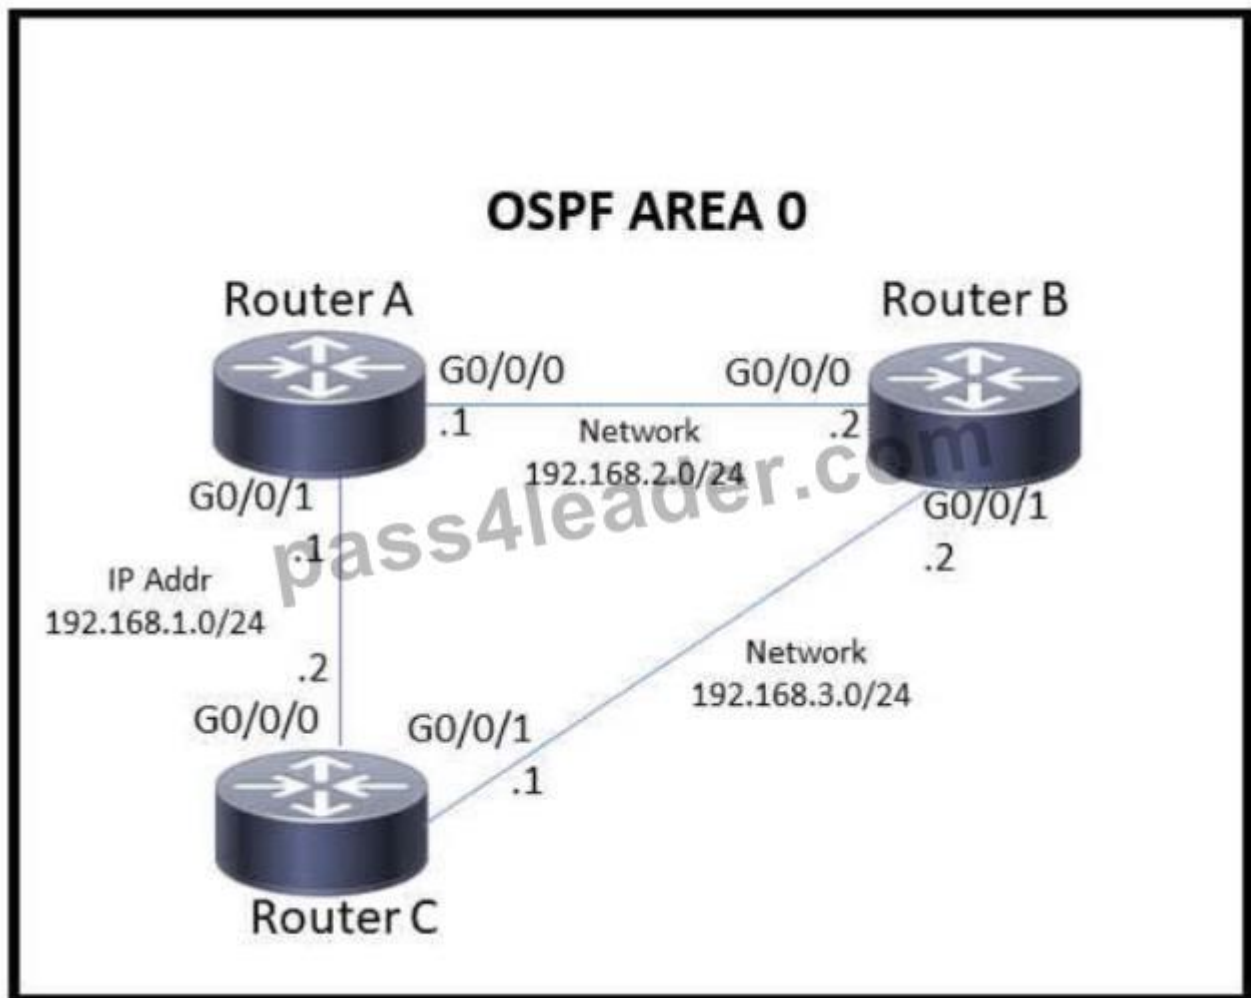 OSPF AREA 0
Router A
Router B
G0/0/0
G0/0/0
.1
Network
.2
192.168.2.0/24
G0/0/1
G0/0/1
.1
.2
pass4leader.com
IP Addr
192.168.1.0/24
Network
.2
192.168.3.0/24
G0/0/0
G0/0/1
.1
Router C